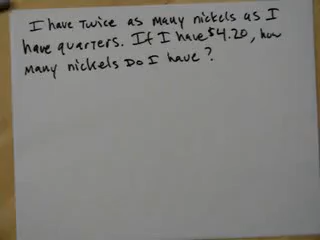 I have twice as many nickels as I
have quarters. If I have $4.20, how
many nickels Do I have?